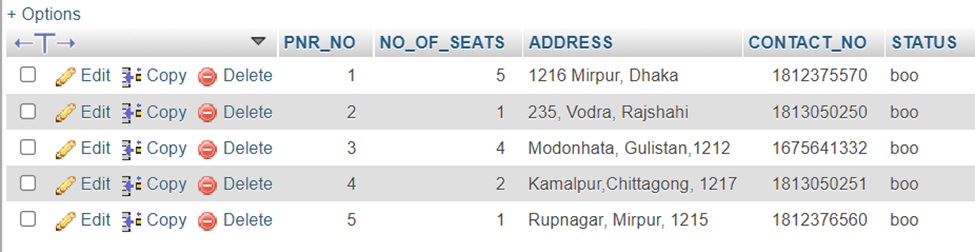 + Options
←T→ PNR_NO NO_OF_SEATS ADDRESS CONTACT_NO STATUS
Edit Copy Delete 1 5 1216 Mirpur, Dhaka 1812375570 boo
Edit Copy Delete 2 1 235, Vodra, Rajshahi 1813050250 boo
Edit Copy Delete 3 4 Modonhata, Gulistan,1212 1675641332 boo
Edit Copy Delete 4 2 Kamalpur,Chittagong, 1217 1813050251 boo
Edit Copy Delete 5 1 Rupnagar, Mirpur, 1215 1812376560 boo